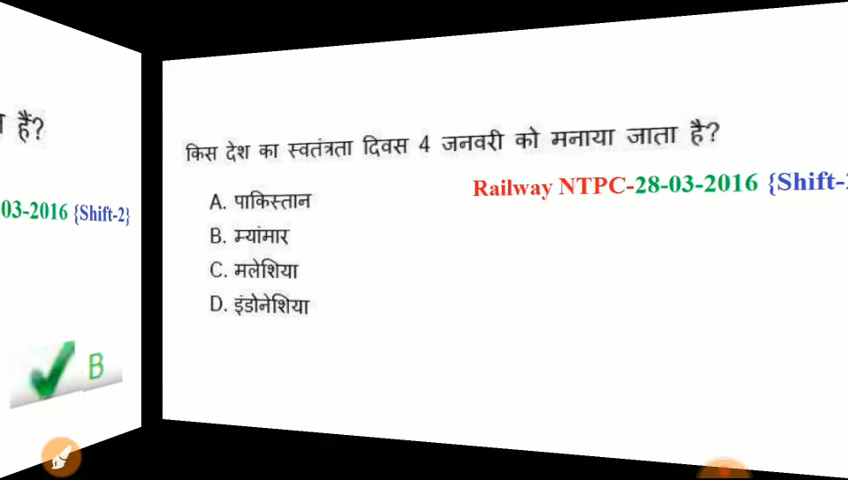 हैं?
03-2016 {Shift-2}
B
किस देश का स्वतंत्रता दिवस 4 जनवरी को मनाया जाता है?
Railway NTPC-28-03-2016 {Shift-
A. पाकिस्तान
B. म्यांमार
C. मलेशिया
D. इंडोनेशिया